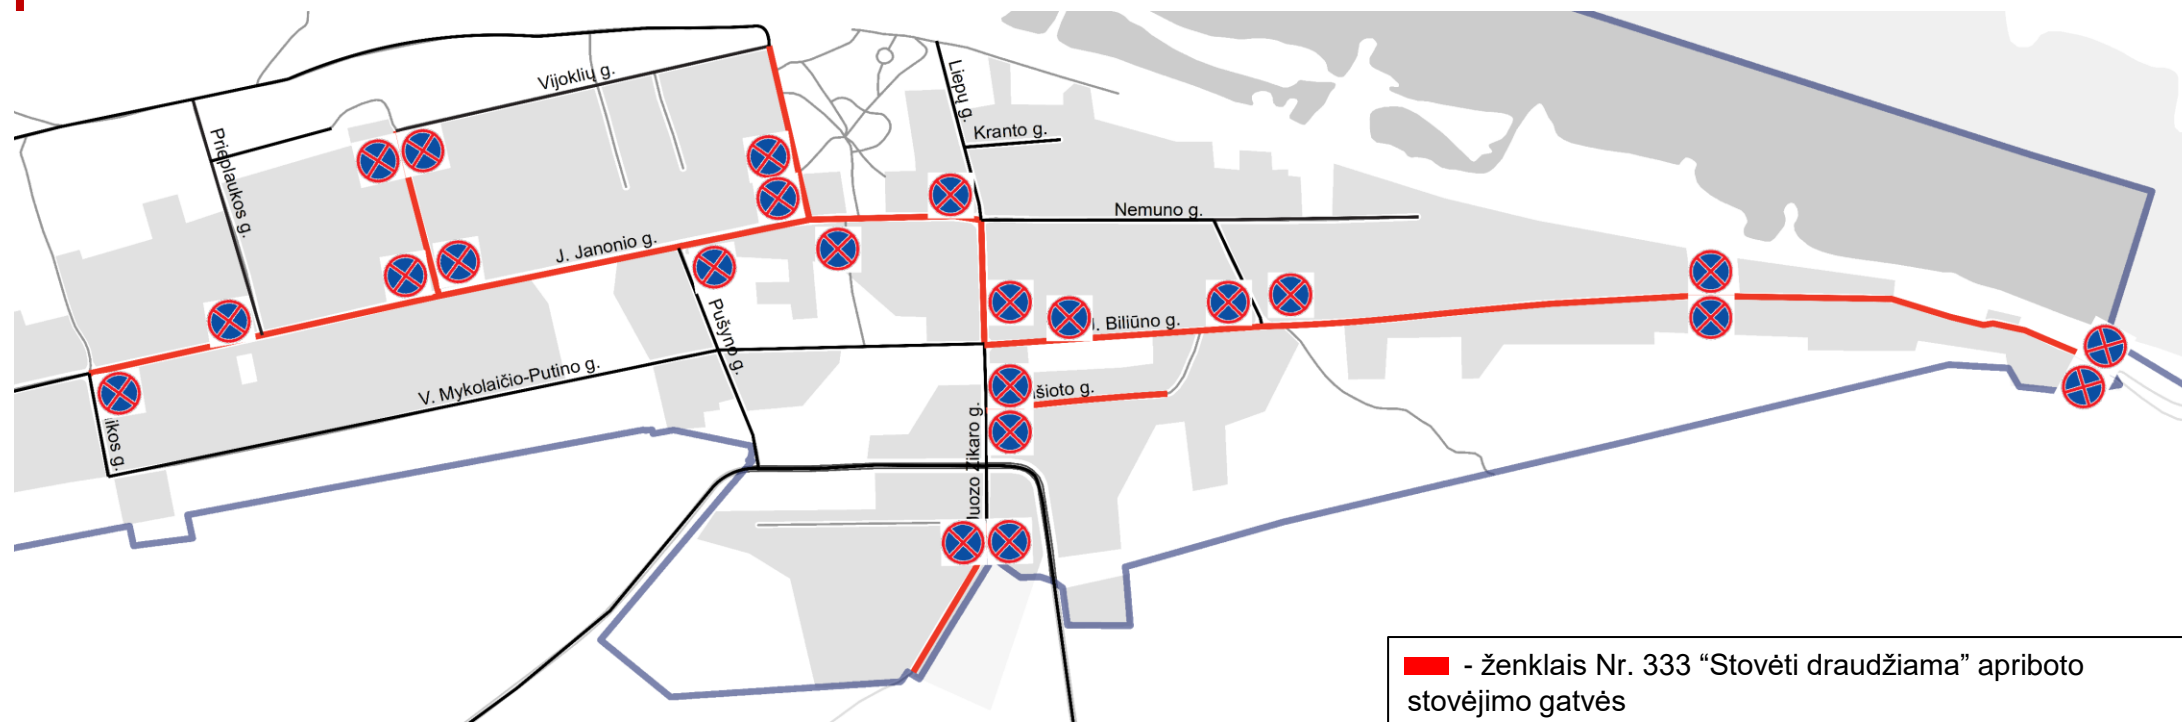 Vijoklių g.
Liepų g.
Kranto g.
Prieplaukos g.
Nemuno g.
J. Janonio g.
Pušyno g.
J. Biliūno g.
V. Mykolaičio-Putino g.
šioto g.
ikos g.
Juozo Zikaro g.
- ženklais Nr. 333 “Stovėti draudžiama” apriboto
stovėjimo gatvės